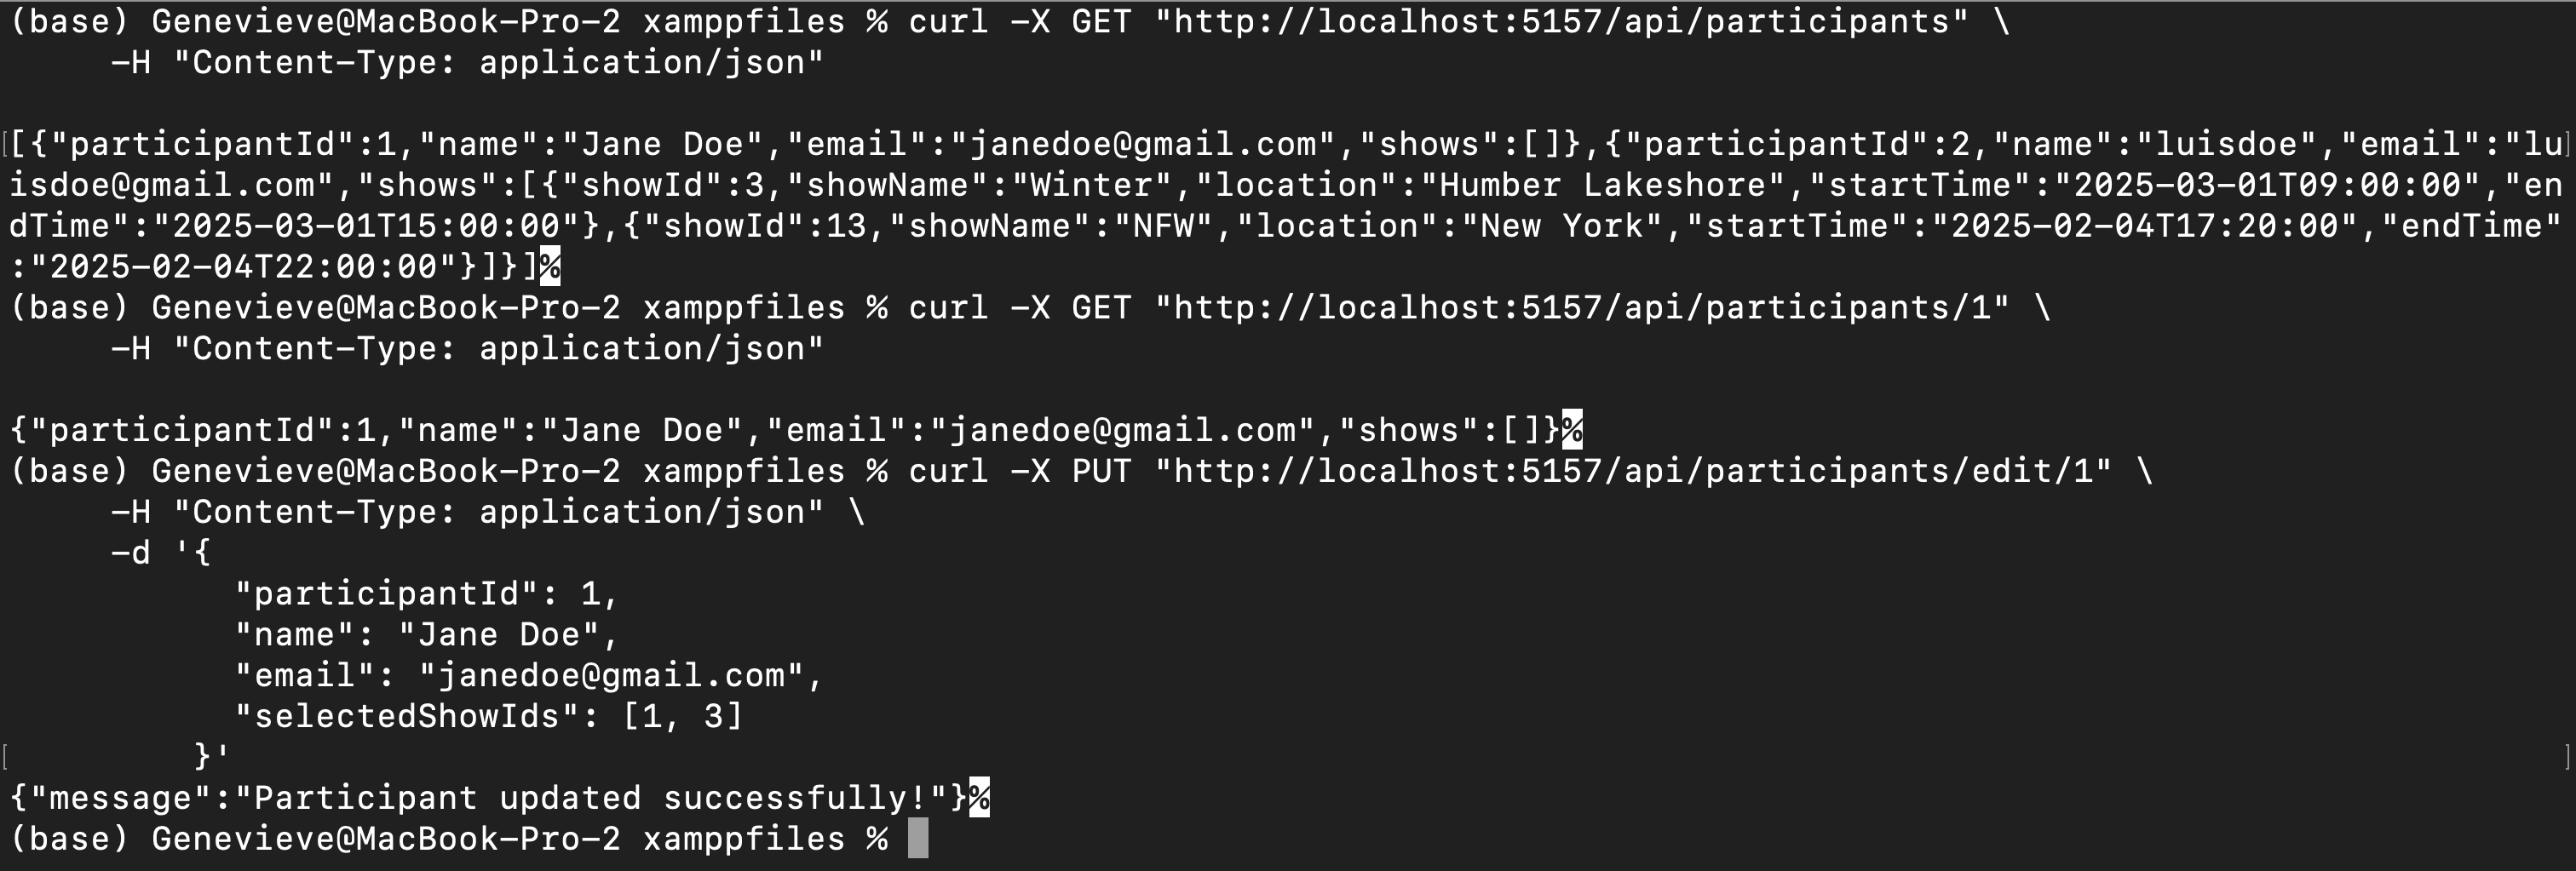 (base) Genevieve@MacBook-Pro-2 xamppfiles % curl -X GET "http://localhost:5157/api/participants" \
     -H "Content-Type: application/json"

[{"participantId":1,"name":"Jane Doe","email":"janedoe@gmail.com","shows":[]},{"participantId":2,"name":"luisdoe","email":"lu
isdoe@gmail.com","shows":[{"showId":3,"showName":"Winter","location":"Humber Lakeshore","startTime":"2025-03-01T09:00:00","en
dTime":"2025-03-01T15:00:00"},{"showId":13,"showName":"NFW","location":"New York","startTime":"2025-02-04T17:20:00","endTime"
:"2025-02-04T22:00:00"}]}]%
(base) Genevieve@MacBook-Pro-2 xamppfiles % curl -X GET "http://localhost:5157/api/participants/1" \
     -H "Content-Type: application/json"

{"participantId":1,"name":"Jane Doe","email":"janedoe@gmail.com","shows":[]}%
(base) Genevieve@MacBook-Pro-2 xamppfiles % curl -X PUT "http://localhost:5157/api/participants/edit/1" \
     -H "Content-Type: application/json" \
     -d '{
           "participantId": 1,
           "name": "Jane Doe",
           "email": "janedoe@gmail.com",
           "selectedShowIds": [1, 3]
         }'
{"message":"Participant updated successfully!"}%
(base) Genevieve@MacBook-Pro-2 xamppfiles %